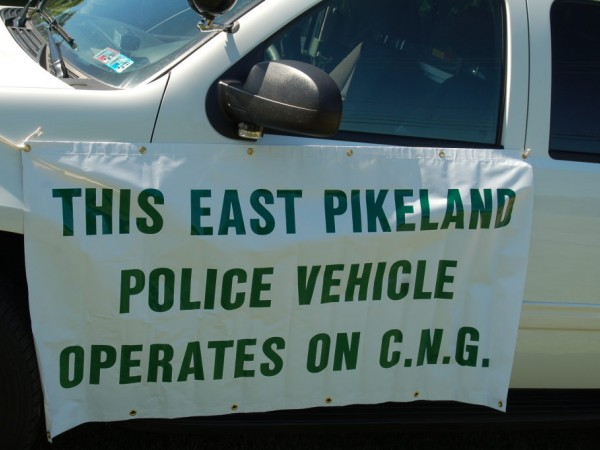 THIS EAST PIKELAND
POLICE VEHICLE
OPERATES ON C.N.G.